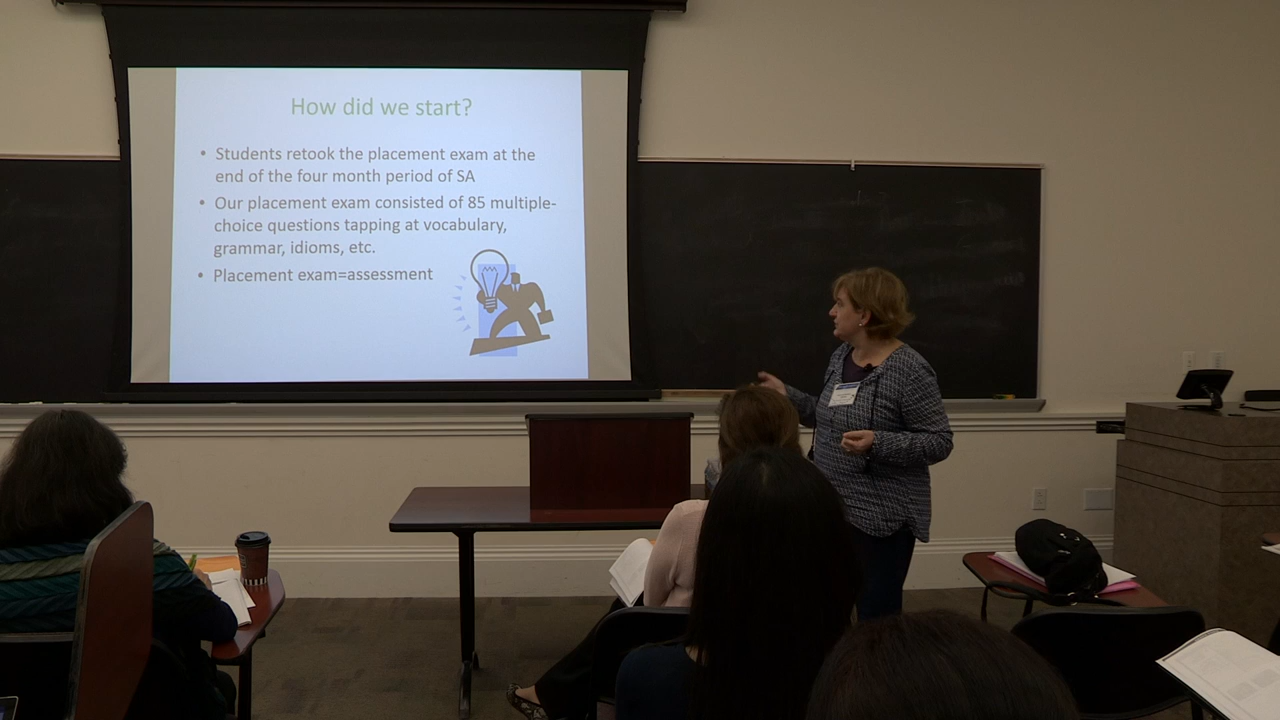 How did we start?
• Students retook the placement exam at the
end of the four month period of SA
• Our placement exam consisted of 85 multiple-
choice questions tapping at vocabulary,
grammar, idioms, etc.
• Placement exam=assessment